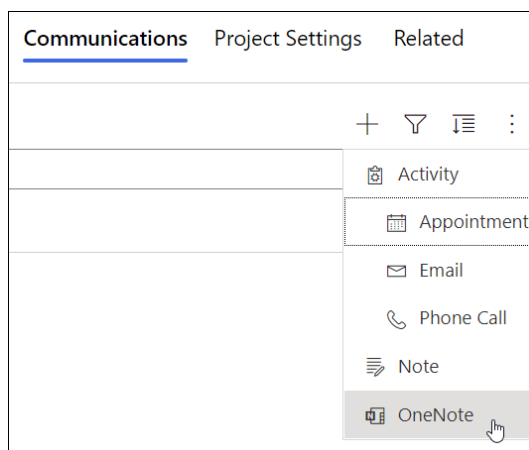 Communications Project Settings Related
Activity
Appointment
Email
Phone Call
Note
OneNote